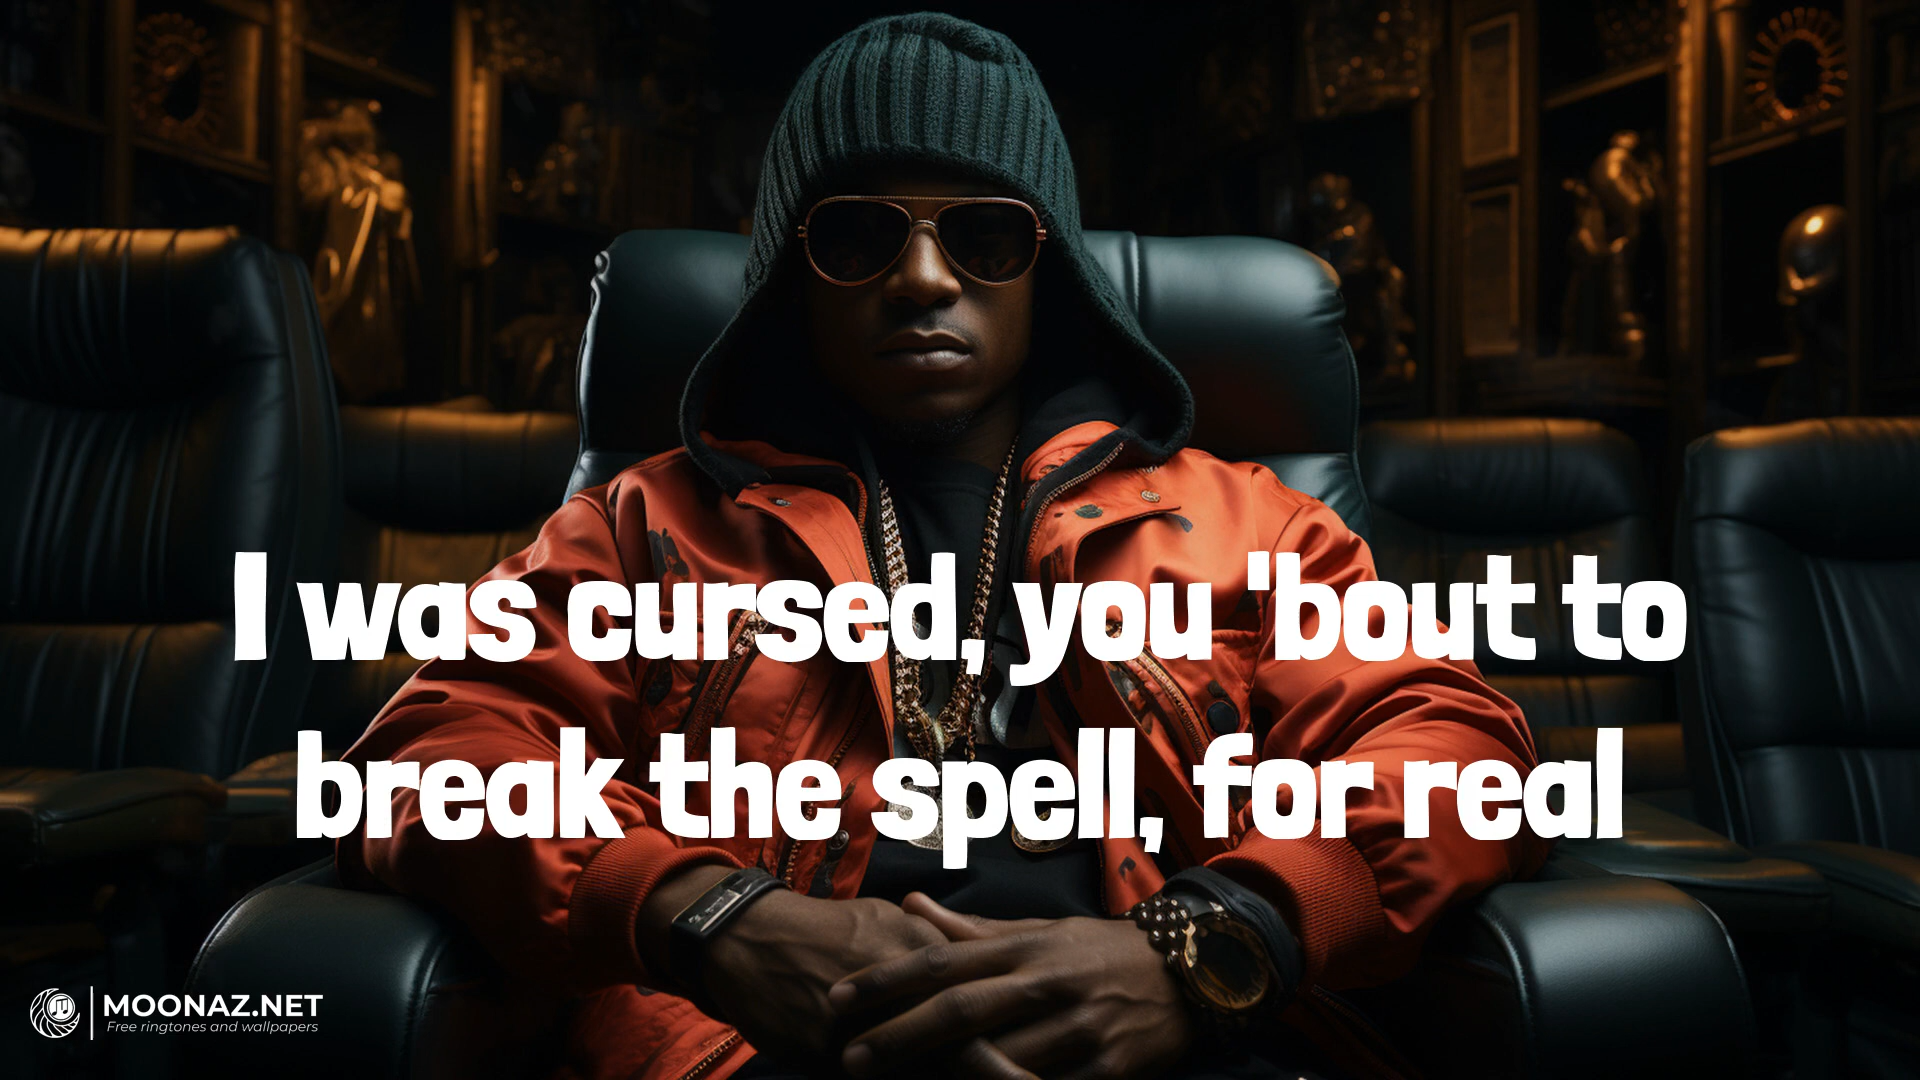 I was cursed, you 'bout to
break the spell, for real
MOONAZ.NET
Free ringtones and wallpapers